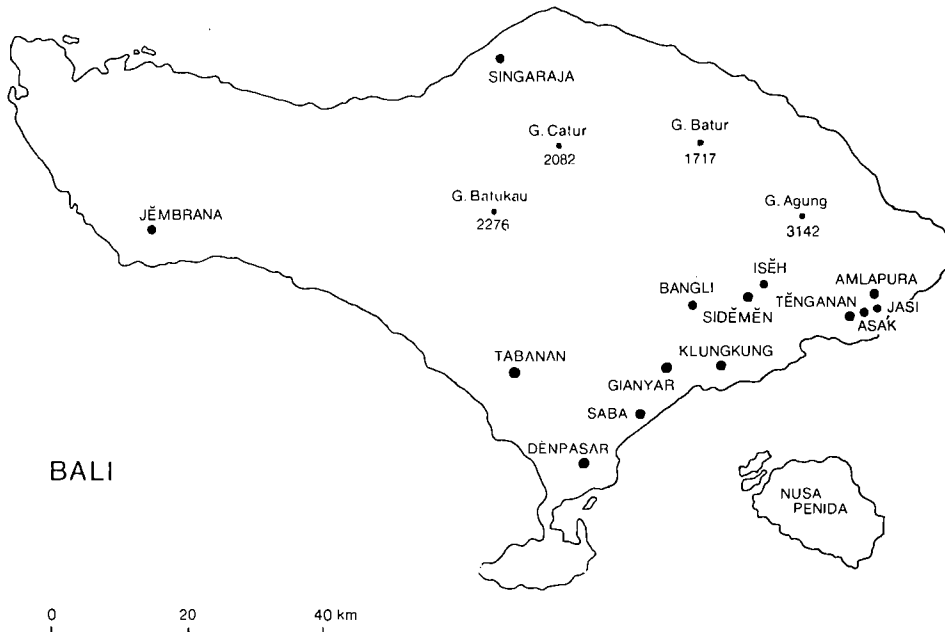 SINGARAJA
G. Catur
2082
G. Batur
1717
G. Batukau
2276
G. Agung
3142
JĔMBRANA
ISĔH
BANGLI
SIDĔMĔN
AMLAPURA
TĔNGANAN
JASI
ASAK
TABANAN
KLUNGKUNG
GIANYAR
SABA
DĔNPASAR
BALI
NUSA
PENIDA
0 20 40 km